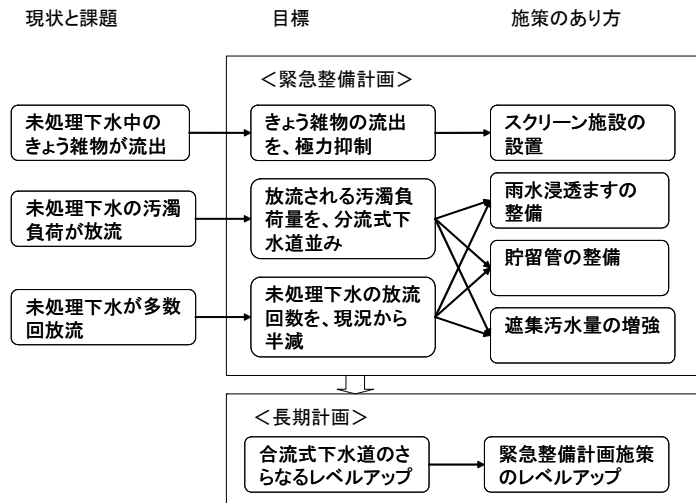 現状と課題
目標
施策のあり方
＜緊急整備計画＞
未処理下水中の
きょう雑物が流出
きょう雑物の流出
を、極力抑制
スクリーン施設の
設置
未処理下水の汚濁
負荷が放流
放流される汚濁負
荷量を、分流式下
水道並み
雨水浸透ますの
整備
貯留管の整備
未処理下水が多数
回放流
未処理下水の放流
回数を、現況から
半減
遮集汚水量の増強
＜長期計画＞
合流式下水道のさ
らなるレベルアップ
緊急整備計画施策
のレベルアップ